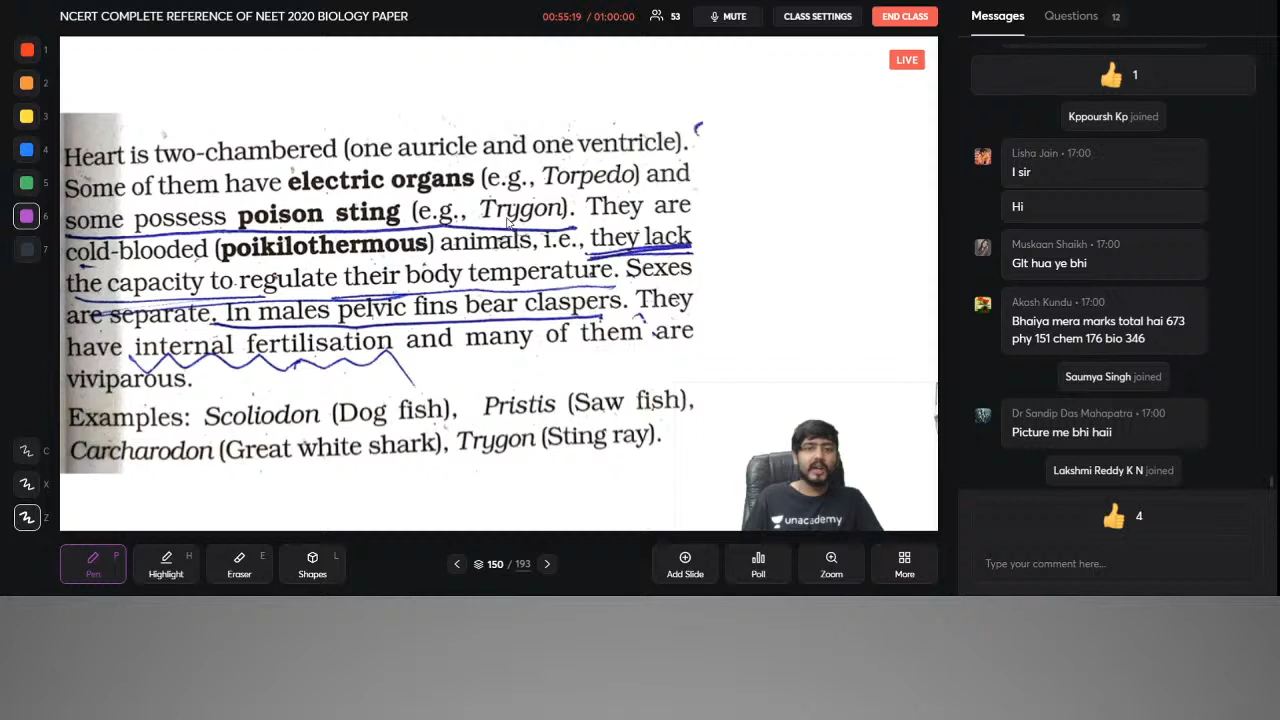 NCERT COMPLETE REFERENCE OF NEET 2020 BIOLOGY PAPER
00:55:19 / 01:00:00
53
MUTE
CLASS SETTINGS
END CLASS
Messages
Questions 12
LIVE
1
2
3
4
5
6
7
C
X
Z
Heart is two-chambered (one auricle and one ventricle).
Some of them have electric organs (e.g., Torpedo) and
some possess poison sting (e.g., Trygon). They are
cold-blooded (poikilothermous) animals, i.e., they lack
the capacity to regulate their body temperature. Sexes
are separate. In males pelvic fins bear claspers. They
have internal fertilisation and many of them are
viviparous.
Examples: Scoliodon (Dog fish), Pristis (Saw fish),
Carcharodon (Great white shark), Trygon (Sting ray).
unacademy
Pen P
Highlight H
Eraser E
Shapes L
150 / 193
Add Slide
Poll
Zoom
More
1
Kppoursh Kp joined
Lisha Jain • 17:00
I sir
Hi
Muskaan Shaikh • 17:00
Glt hua ye bhi
Akash Kundu • 17:00
Bhaiya mera marks total hai 673
phy 151 chem 176 bio 346
Saumya Singh joined
Dr Sandip Das Mahapatra • 17:00
Picture me bhi haii
Lakshmi Reddy K N joined
4
Type your comment here...